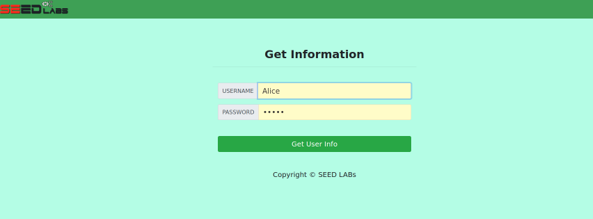 SEED LABS
Get Information
USERNAME Alice
PASSWORD •••••
Get User Info
Copyright © SEED LABs